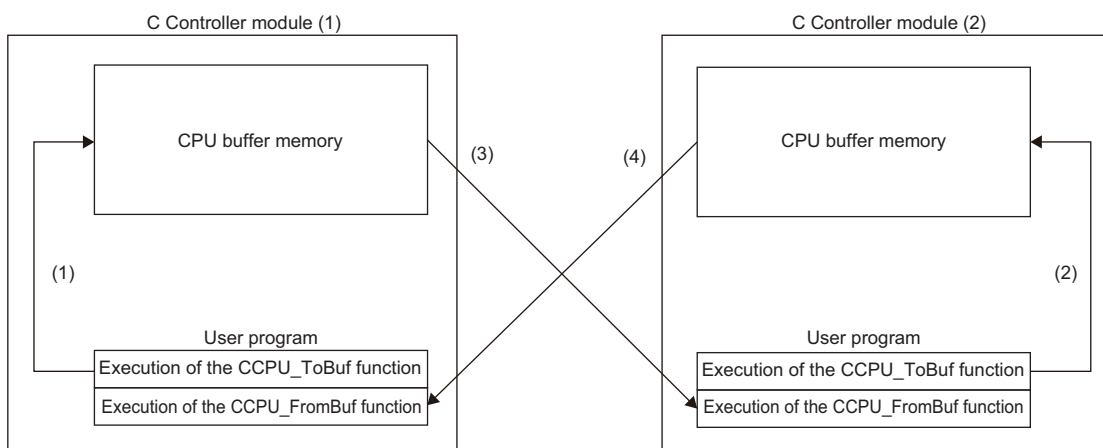 C Controller module (1)
C Controller module (2)
CPU buffer memory
CPU buffer memory
(3)
(4)
(1)
(2)
User program
User program
Execution of the CCPU_ToBuf function
Execution of the CCPU_ToBuf function
Execution of the CCPU_FromBuf function
Execution of the CCPU_FromBuf function